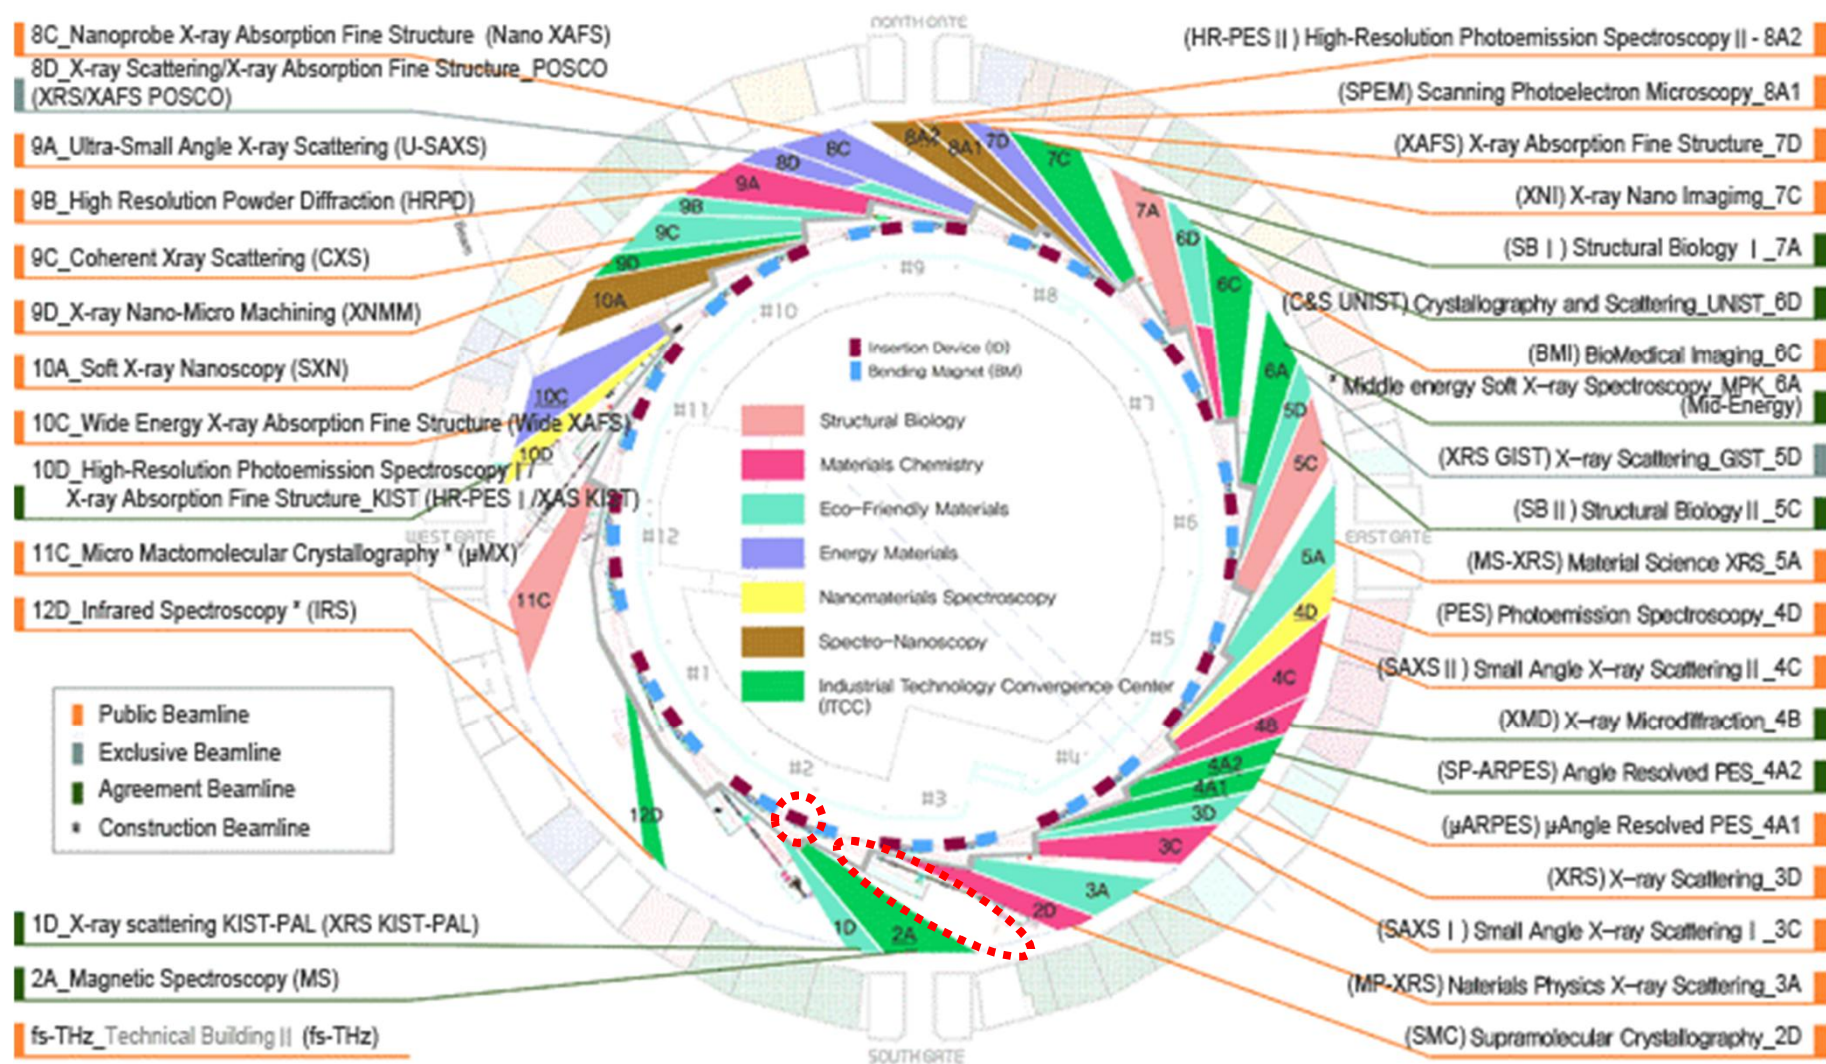 NORTH GATE
8C_Nanoprobe X-ray Absorption Fine Structure (Nano XAFS)
8D_X-ray Scattering/X-ray Absorption Fine Structure_POSCO
(XRS/XAFS POSCO)
9A_Ultra-Small Angle X-ray Scattering (U-SAXS)
9B_High Resolution Powder Diffraction (HRPD)
9C_Coherent Xray Scattering (CXS)
9D_X-ray Nano-Micro Machining (XNMM)
10A_Soft X-ray Nanoscopy (SXN)
10C_Wide Energy X-ray Absorption Fine Structure (Wide XAFS)
10D_High-Resolution Photoemission Spectroscopy | /
X-ray Absorption Fine Structure_KIST (HR-PES | /XAS KIST)
WEST GATE
11C_Micro Mactomolecular Crystallography * (μMX)
12D_Infrared Spectroscopy * (IRS)
Public Beamline
Exclusive Beamline
Agreement Beamline
* Construction Beamline
1D_X-ray scattering KIST-PAL (XRS KIST-PAL)
2A_Magnetic Spectroscopy (MS)
fs-THz_Technical Building || (fs-THz)
(HR-PES || ) High-Resolution Photoemission Spectroscopy || - 8A2
(SPEM) Scanning Photoelectron Microscopy_8A1
(XAFS) X-ray Absorption Fine Structure_7D
(XNI) X-ray Nano Imagimg_7C
(SB | ) Structural Biology | _7A
(C&S UNIST) Crystallography and Scattering_UNIST_6D
(BMI) BioMedical Imaging_6C
* Middle energy Soft X-ray Spectroscopy_MPK_6A
(Mid-Energy)
(XRS GIST) X-ray Scattering_GIST_5D
(SB || ) Structural Biology || _5C
EAST GATE
(MS-XRS) Material Science XRS_5A
(PES) Photoemission Spectroscopy_4D
(SAXS || ) Small Angle X-ray Scattering || _4C
(XMD) X-ray Microdiffraction_4B
(SP-ARPES) Angle Resolved PES_4A2
(μARPES) μAngle Resolved PES_4A1
(XRS) X-ray Scattering_3D
(SAXS | ) Small Angle X-ray Scattering | _3C
(MP-XRS) Naterials Physics X-ray Scattering_3A
(SMC) Supramolecular Crystallography_2D
SOUTH GATE
Beam
8A2
8A1
7D
7C
7A
6D
6C
6A
5D
5C
5A
4D
4C
4B
4A2
4A1
3D
3C
3A
2D
2A
1D
12D
11C
10D
10C
10A
9D
9C
9B
9A
8D
8C
#9
#8
#7
#6
#5
#4
#3
#2
#1
#12
#11
#10
Insertion Device (ID)
Bending Magnet (BM)
Structural Biology
Materials Chemistry
Eco-Friendly Materials
Energy Materials
Nanomaterials Spectroscopy
Spectro-Nanoscopy
Industrial Technology Convergence Center
(ITCC)